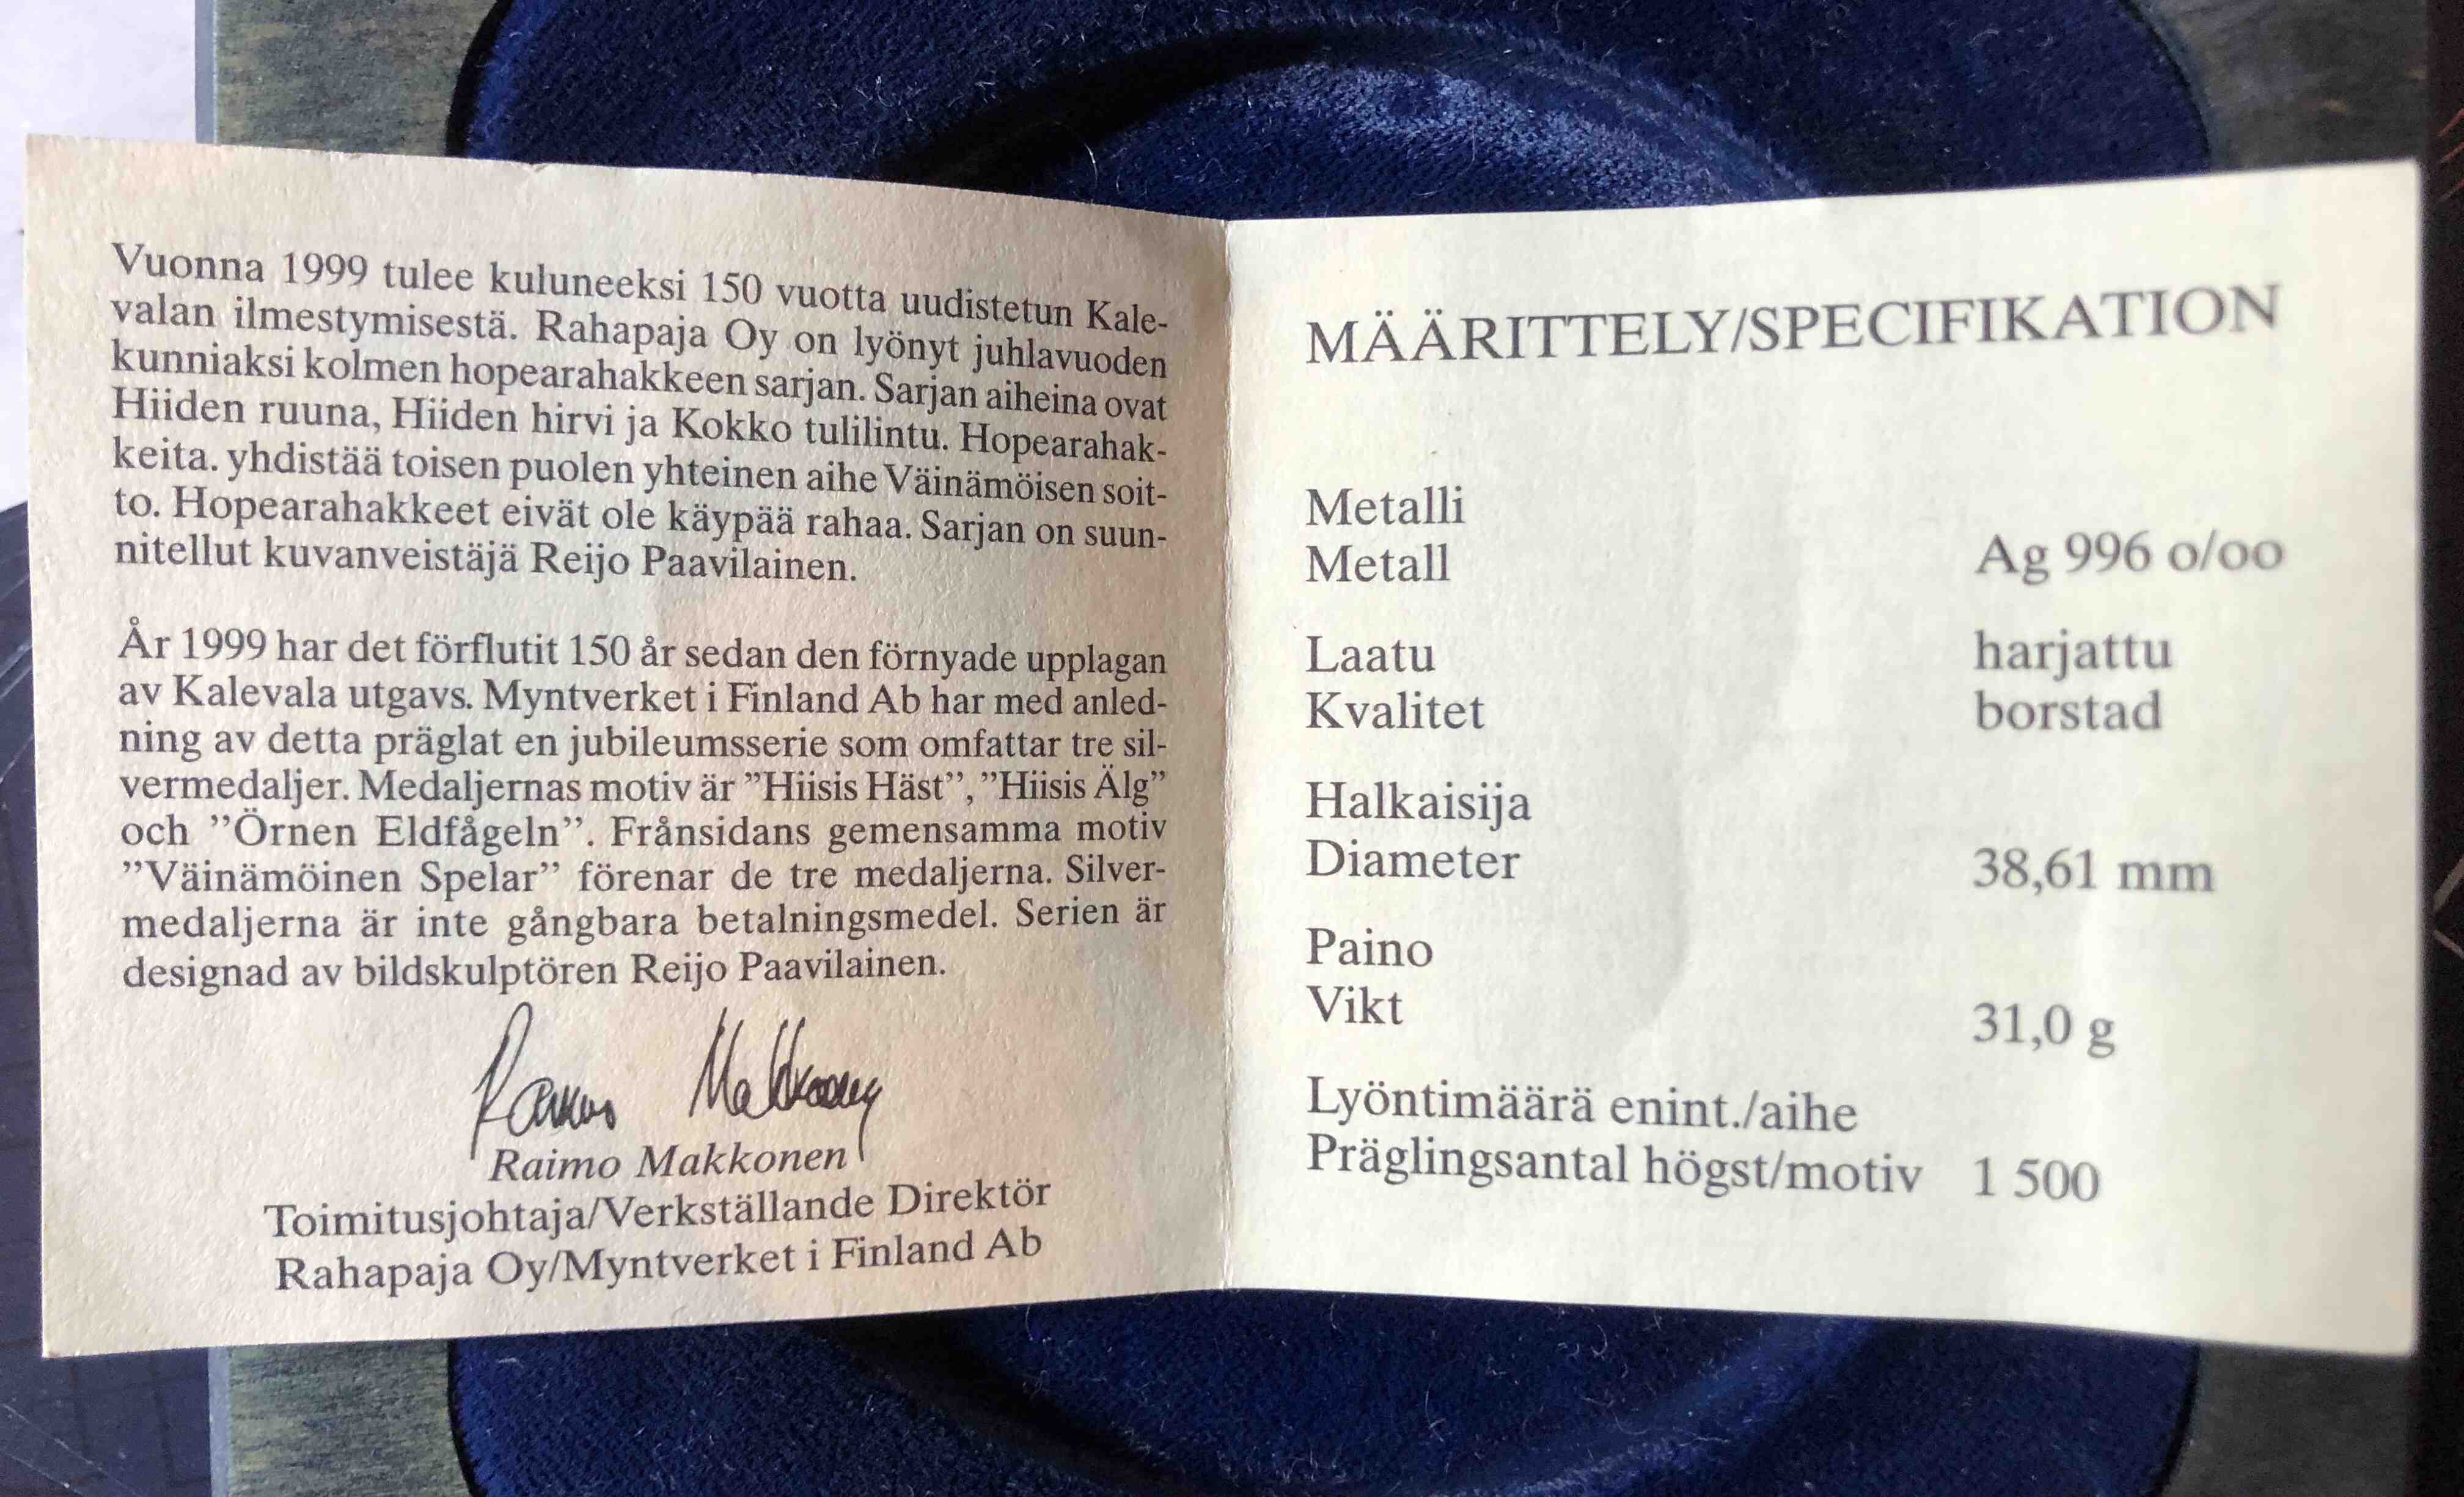 Vuonna 1999 tulee kuluneeksi 150 vuotta uudistetun Kale-
valan ilmestymisestä. Rahapaja Oy on lyönyt juhlavuoden
kunniaksi kolmen hopearahakkeen sarjan. Sarjan aiheina ovat
Hiiden ruuna, Hiiden hirvi ja Kokko tulilintu. Hopearahak-
keita. yhdistää toisen puolen yhteinen aihe Väinämöisen soit-
to. Hopearahakkeet eivät ole käypää rahaa. Sarjan on suun-
nitellut kuvanveistäjä Reijo Paavilainen.
År 1999 har det förflutit 150 år sedan den förnyade upplagan
av Kalevala utgavs. Myntverket i Finland Ab har med anled-
ning av detta präglat en jubileumsserie som omfattar tre sil-
vermedaljer. Medaljernas motiv är ”Hiisis Häst”, ”Hiisis Älg”
och ”Örnen Eldfågeln”. Frånsidans gemensamma motiv
”Väinämöinen Spelar” förenar de tre medaljerna. Silver-
medaljerna är inte gångbara betalningsmedel. Serien är
designad av bildskulptören Reijo Paavilainen.
Raimo Makkonen
Raimo Makkonen
Toimitusjohtaja/Verkställande Direktör
Rahapaja Oy/Myntverket i Finland Ab
MÄÄRITTELY/SPECIFIKATION
Metalli
Metall Ag 996 o/oo
Laatu harjattu
Kvalitet borstad
Halkaisija
Diameter 38,61 mm
Paino
Vikt 31,0 g
Lyöntimäärä enint./aihe
Präglingsantal högst/motiv 1 500